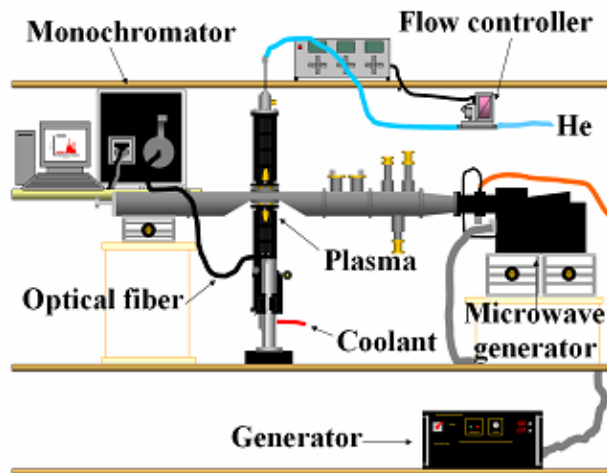 Monochromator
Flow controller
He
Plasma
Optical fiber
Coolant
Microwave
generator
Generator